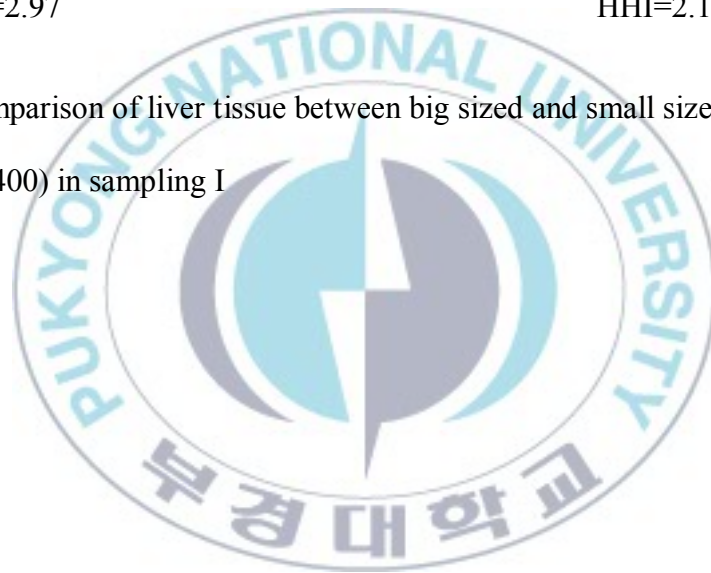 =2.97 HHI=2.1
mparison of liver tissue between big sized and small size
400) in sampling I
PUKYONG NATIONAL UNIVERSITY
부경대학교